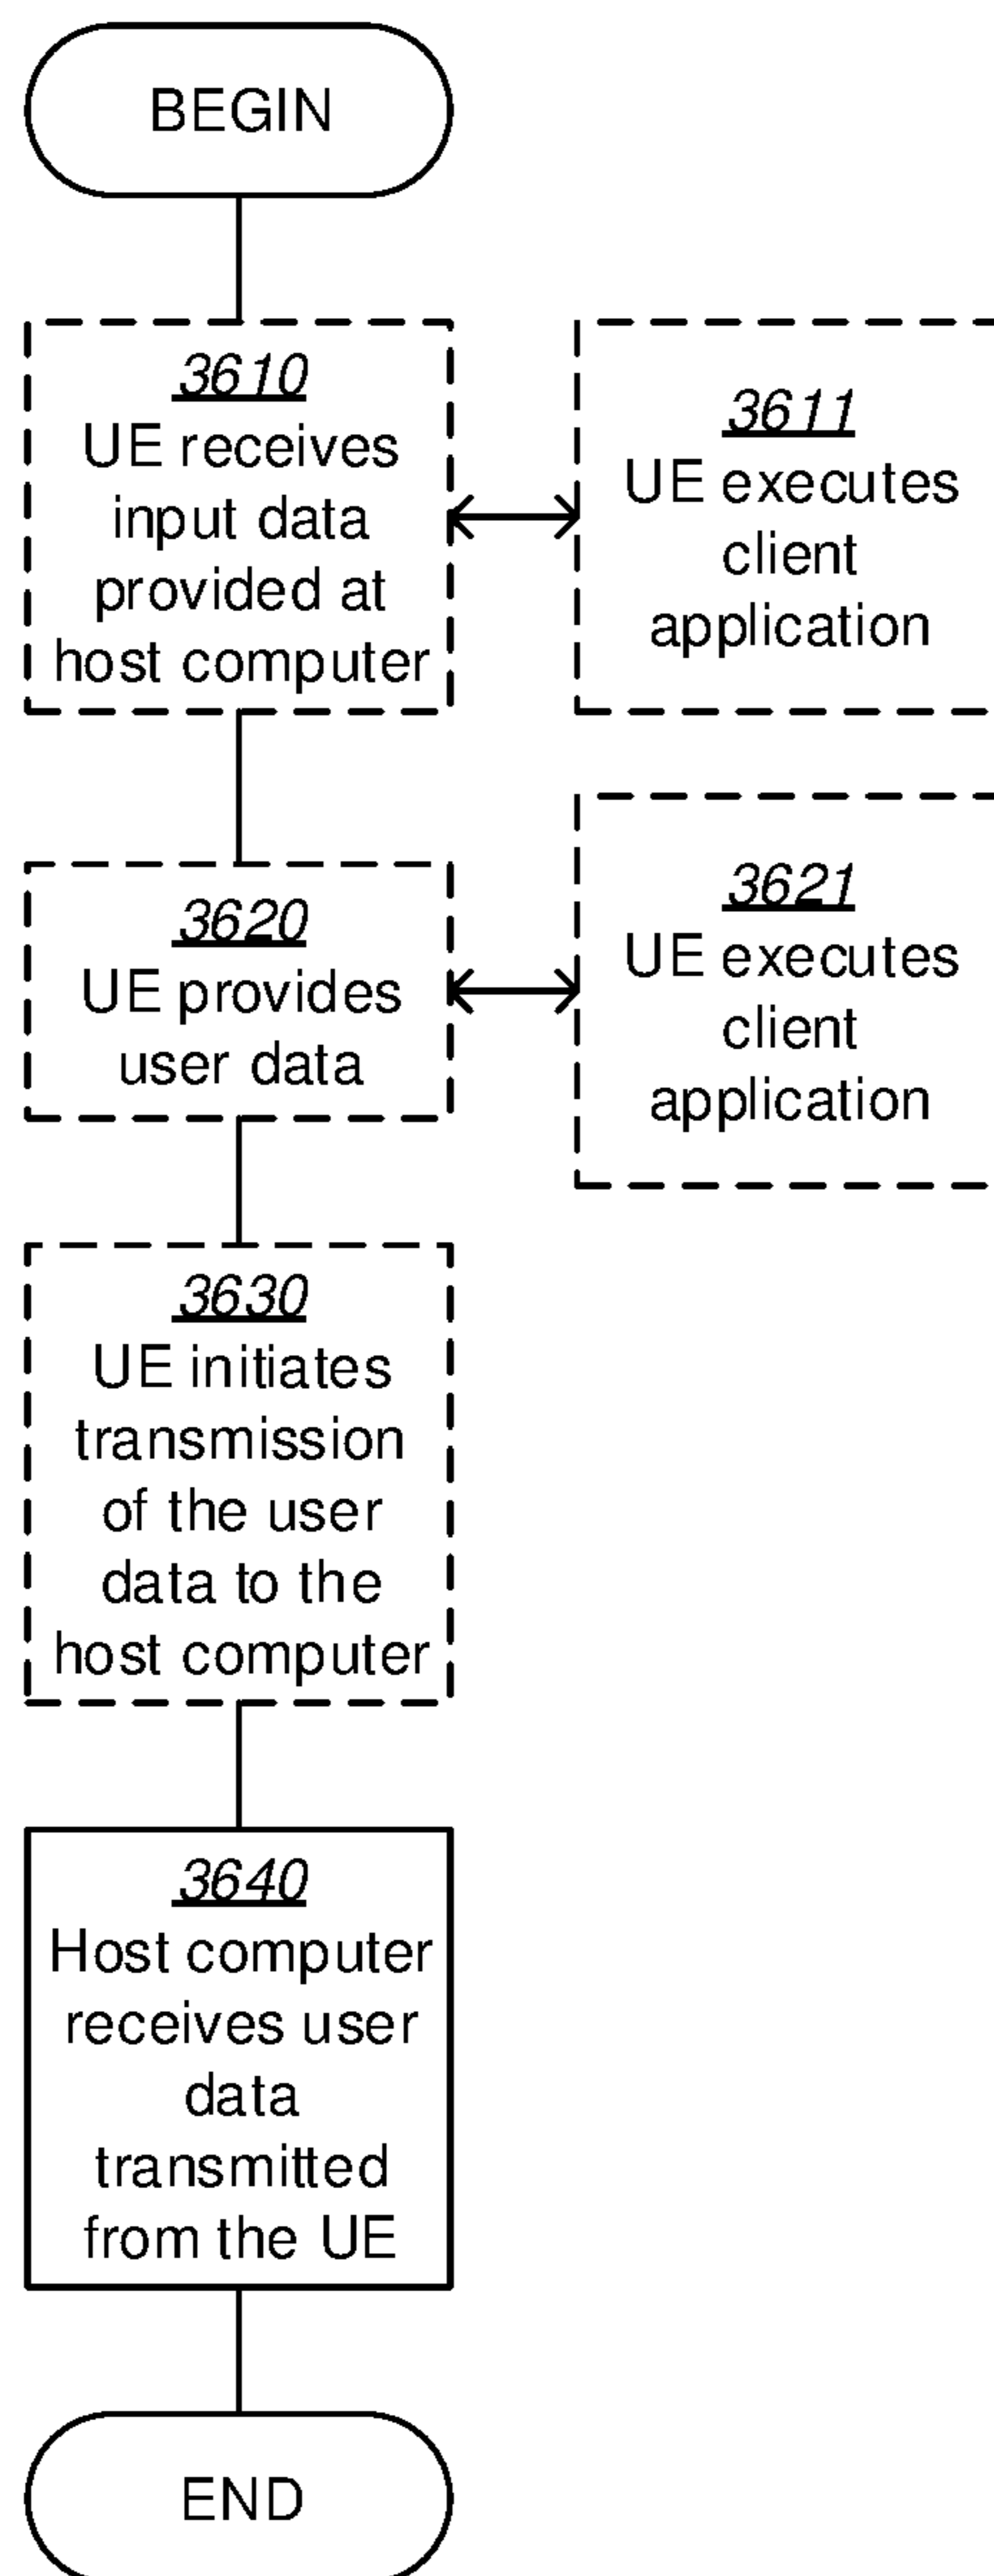 BEGIN
3610
UE receives
input data
provided at
host computer
3611
UE executes
client
application
3620
UE provides
user data
3621
UE executes
client
application
3630
UE initiates
transmission
of the user
data to the
host computer
3640
Host computer
receives user
data
transmitted
from the UE
END